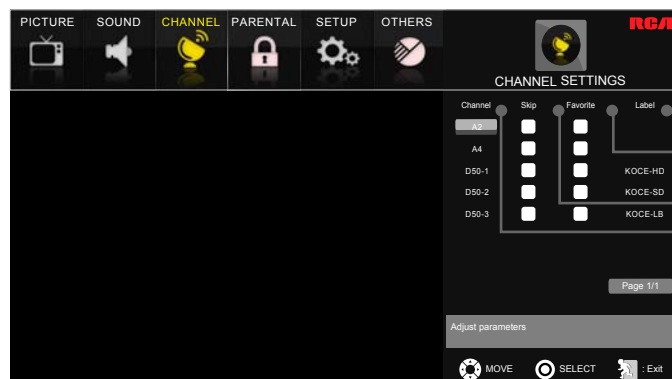 PICTURE SOUND CHANNEL PARENTAL SETUP OTHERS
RCA
CHANNEL SETTINGS
Channel Skip Favorite Label
A2
A4
D50-1 KOCE-HD
D50-2 KOCE-SD
D50-3 KOCE-LB
Page 1/1
Adjust parameters
MOVE SELECT : Exit